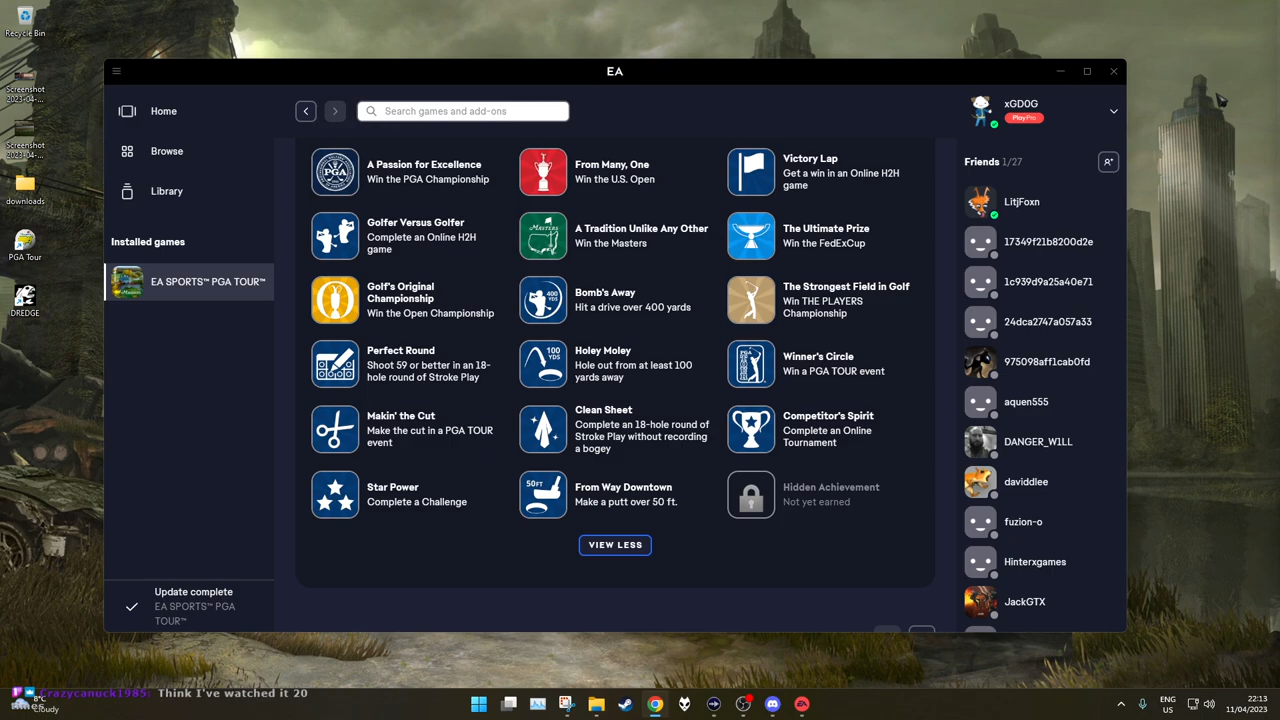 Recycle Bin
Screenshot
2023-04-...
Screenshot
2023-04-...
downloads
PGA Tour
DREDGE
EA
Home
Browse
Library
Installed games
EA SPORTS™ PGA TOUR™
Update complete
EA SPORTS™ PGA
TOUR™
Search games and add-ons
A Passion for Excellence
Win the PGA Championship
From Many, One
Win the U.S. Open
Victory Lap
Get a win in an Online H2H
game
Golfer Versus Golfer
Complete an Online H2H
game
A Tradition Unlike Any Other
Win the Masters
The Ultimate Prize
Win the FedExCup
Golf's Original
Championship
Win the Open Championship
400
YDS
Bomb's Away
Hit a drive over 400 yards
The Strongest Field in Golf
Win THE PLAYERS
Championship
Perfect Round
Shoot 59 or better in an 18-
hole round of Stroke Play
100
YDS
Holey Moley
Hole out from at least 100
yards away
Winner's Circle
Win a PGA TOUR event
Makin' the Cut
Make the cut in a PGA TOUR
event
Clean Sheet
Complete an 18-hole round of
Stroke Play without recording
a bogey
Competitor's Spirit
Complete an Online
Tournament
Star Power
Complete a Challenge
50FT
From Way Downtown
Make a putt over 50 ft.
Hidden Achievement
Not yet earned
VIEW LESS
xGD0G
PlayPro
Friends 1/27
LitjFoxn
17349f21b8200d2e
1c939d9a25a40e71
24dca2747a057a33
975098aff1cab0fd
aquen555
DANGER_W1LL
daviddlee
fuzion-o
Hinterxgames
JackGTX
Crazycanuck1985: Think I've watched it 20
times
8°C
Cloudy
ENG
US
22:13
11/04/2023